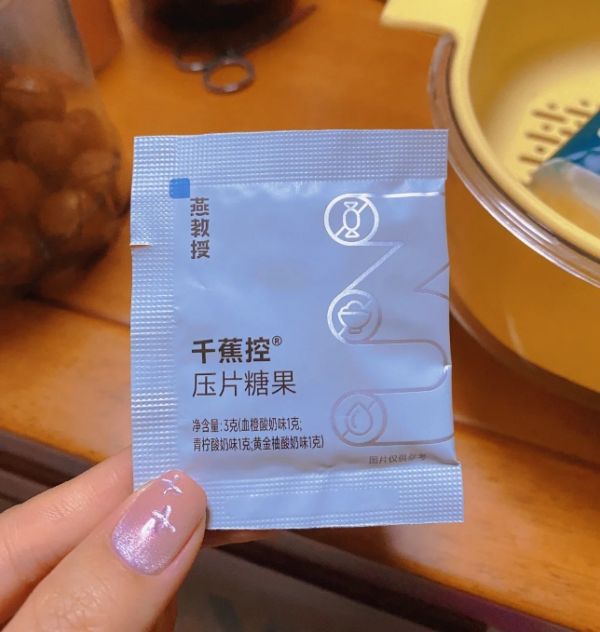 燕教授
千蕉控®
压片糖果
净含量:3克(血橙酸奶味1克;
青柠酸奶味1克;黄金柚酸奶味1克)
图片仅供参考